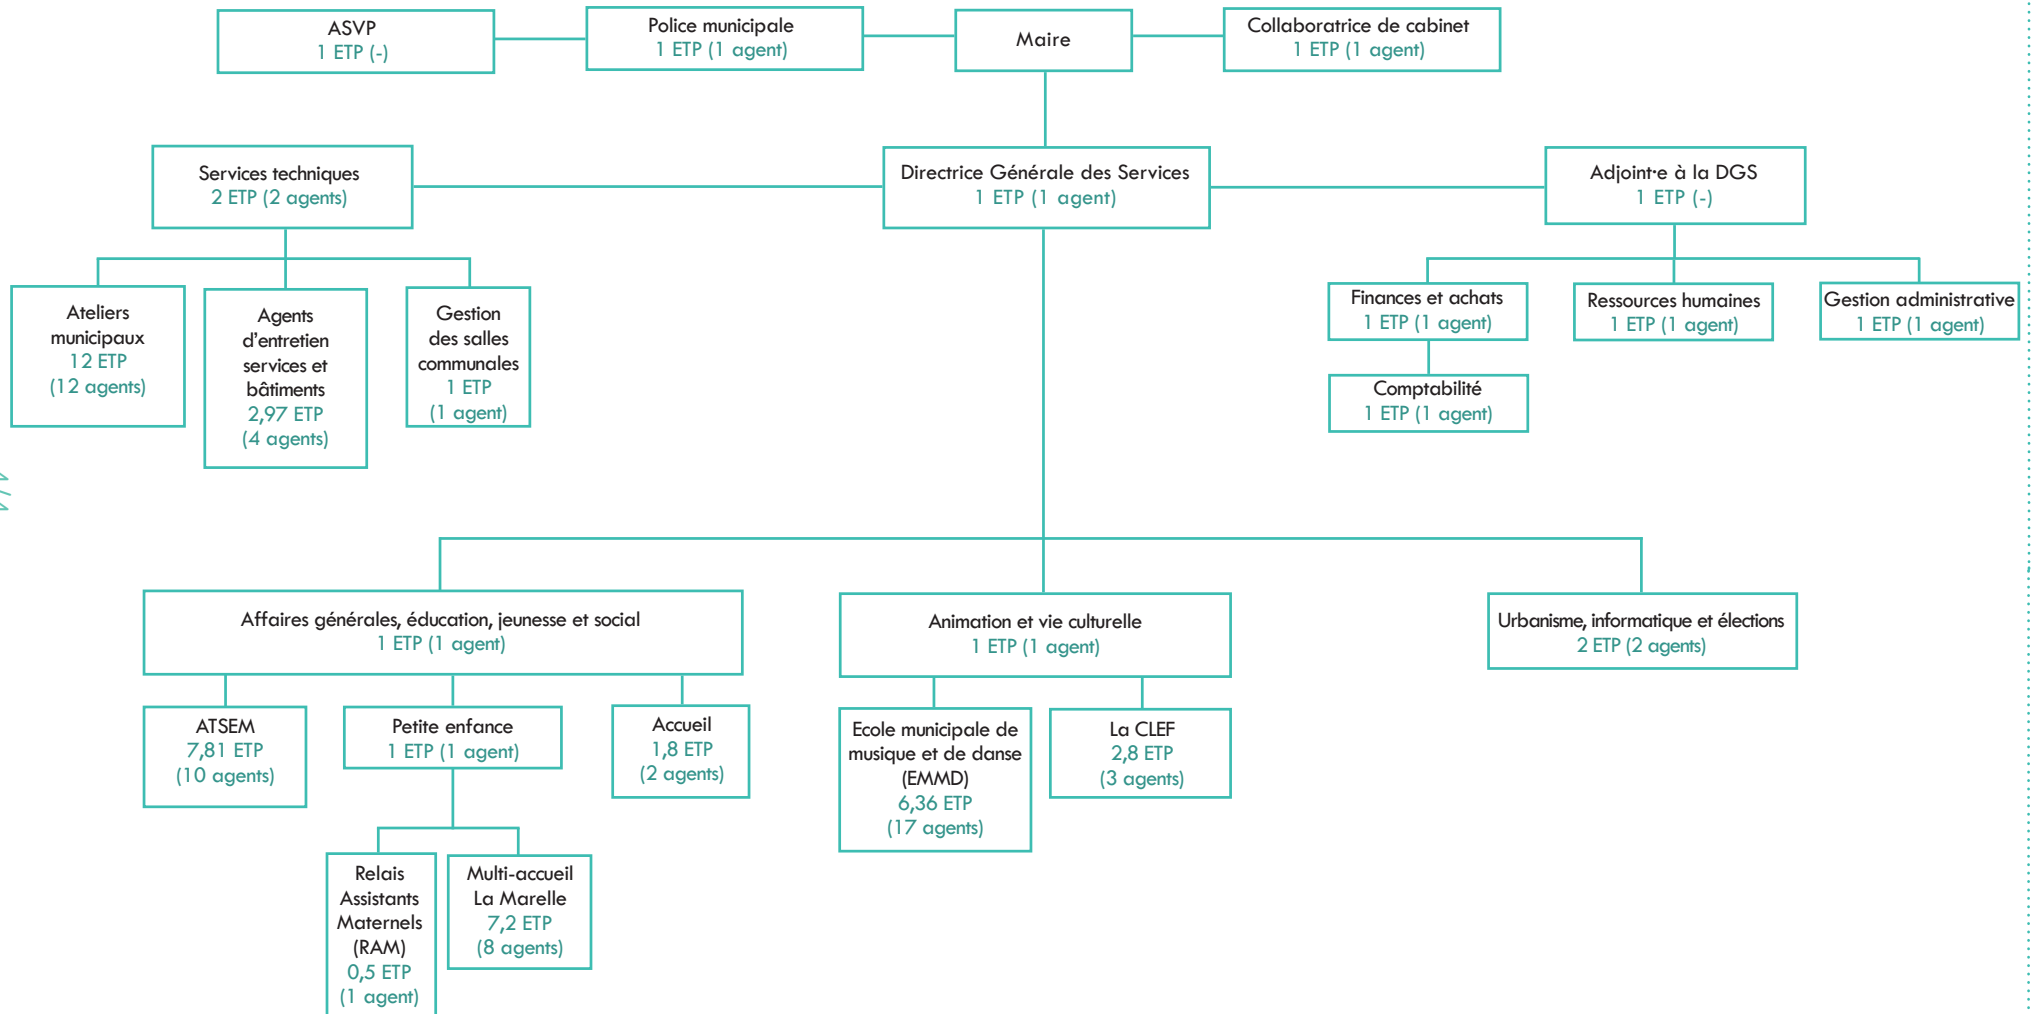 ASVP
1 ETP (-)
Police municipale
1 ETP (1 agent)
Maire
Collaboratrice de cabinet
1 ETP (1 agent)
Services techniques
2 ETP (2 agents)
Directrice Générale des Services
1 ETP (1 agent)
Adjoint·e à la DGS
1 ETP (-)
Ateliers
municipaux
12 ETP
(12 agents)
Agents
d'entretien
services et
bâtiments
2,97 ETP
(4 agents)
Gestion
des salles
communales
1 ETP
(1 agent)
Finances et achats
1 ETP (1 agent)
Ressources humaines
1 ETP (1 agent)
Gestion administrative
1 ETP (1 agent)
Comptabilité
1 ETP (1 agent)
Affaires générales, éducation, jeunesse et social
1 ETP (1 agent)
Animation et vie culturelle
1 ETP (1 agent)
Urbanisme, informatique et élections
2 ETP (2 agents)
ATSEM
7,81 ETP
(10 agents)
Petite enfance
1 ETP (1 agent)
Accueil
1,8 ETP
(2 agents)
Ecole municipale de
musique et de danse
(EMMD)
6,36 ETP
(17 agents)
La CLEF
2,8 ETP
(3 agents)
Relais
Assistants
Maternels
(RAM)
0,5 ETP
(1 agent)
Multi-accueil
La Marelle
7,2 ETP
(8 agents)